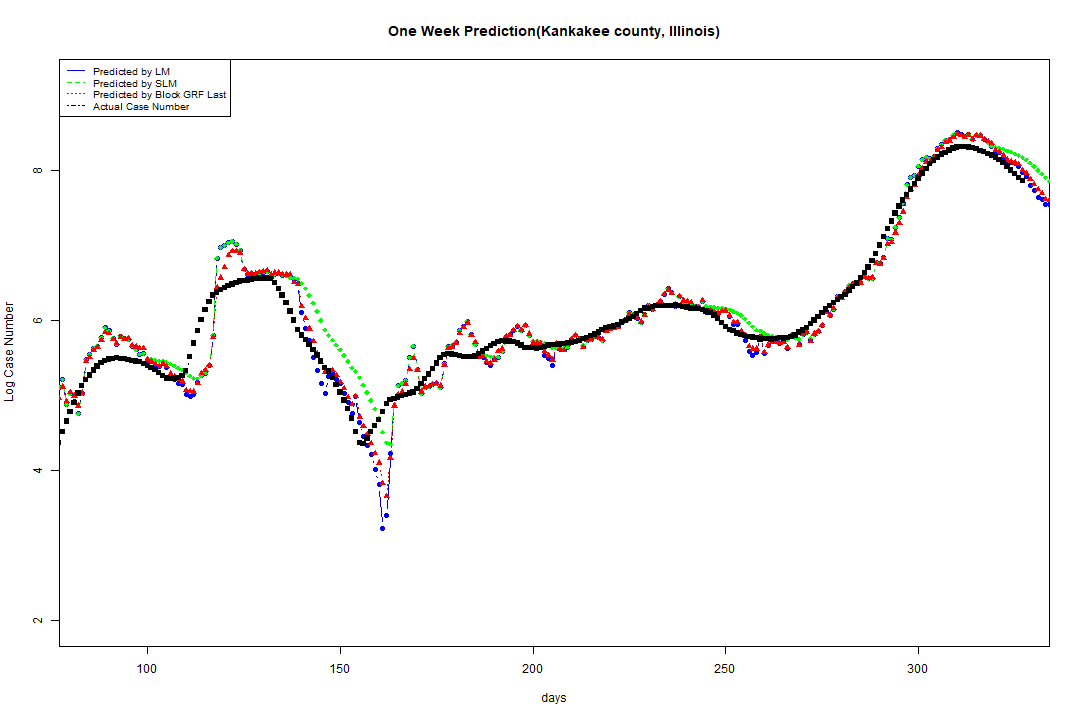 One Week Prediction(Kankakee county, Illinois)
Predicted by LM
Predicted by SLM
Predicted by Block GRF Last
Actual Case Number
Log Case Number
8
6
4
2
100 150 200 250 300
days